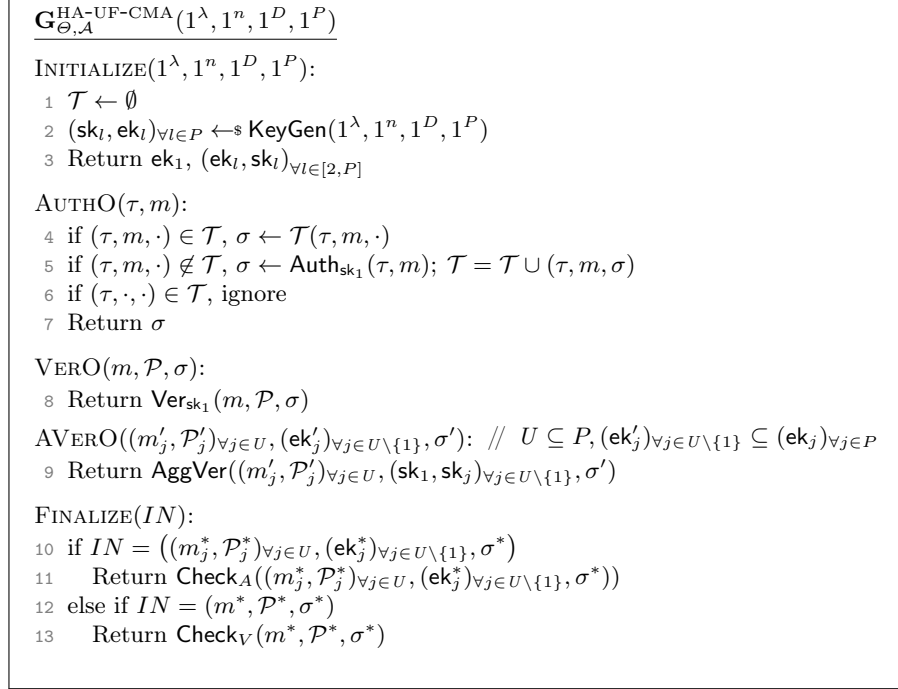 𝐆_{Θ,𝒜}^{HA-UF-CMA}(1^λ, 1^n, 1^D, 1^P)
INITIALIZE(1^λ, 1^n, 1^D, 1^P):
1 𝒯 ← ∅
2 (sk_l, ek_l)_{∀l∈P} ←$ KeyGen(1^λ, 1^n, 1^D, 1^P)
3 Return ek_1, (ek_l, sk_l)_{∀l∈[2,P]}
AUTHO(τ, m):
4 if (τ, m, ·) ∈ 𝒯, σ ← 𝒯(τ, m, ·)
5 if (τ, m, ·) ∉ 𝒯, σ ← Auth_{sk_1}(τ, m); 𝒯 = 𝒯 ∪ (τ, m, σ)
6 if (τ, ·, ·) ∈ 𝒯, ignore
7 Return σ
VERO(m, 𝒫, σ):
8 Return Ver_{sk_1}(m, 𝒫, σ)
AVERO((m′_j, 𝒫′_j)_{∀j∈U}, (ek′_j)_{∀j∈U\{1}}, σ′): // U ⊆ P, (ek′_j)_{∀j∈U\{1}} ⊆ (ek_j)_{∀j∈P}
9 Return AggVer((m′_j, 𝒫′_j)_{∀j∈U}, (sk_1, sk_j)_{∀j∈U\{1}}, σ′)
FINALIZE(IN):
10 if IN = ((m*_j, 𝒫*_j)_{∀j∈U}, (ek*_j)_{∀j∈U\{1}}, σ*)
11 Return Check_A((m*_j, 𝒫*_j)_{∀j∈U}, (ek*_j)_{∀j∈U\{1}}, σ*))
12 else if IN = (m*, 𝒫*, σ*)
13 Return Check_V(m*, 𝒫*, σ*)